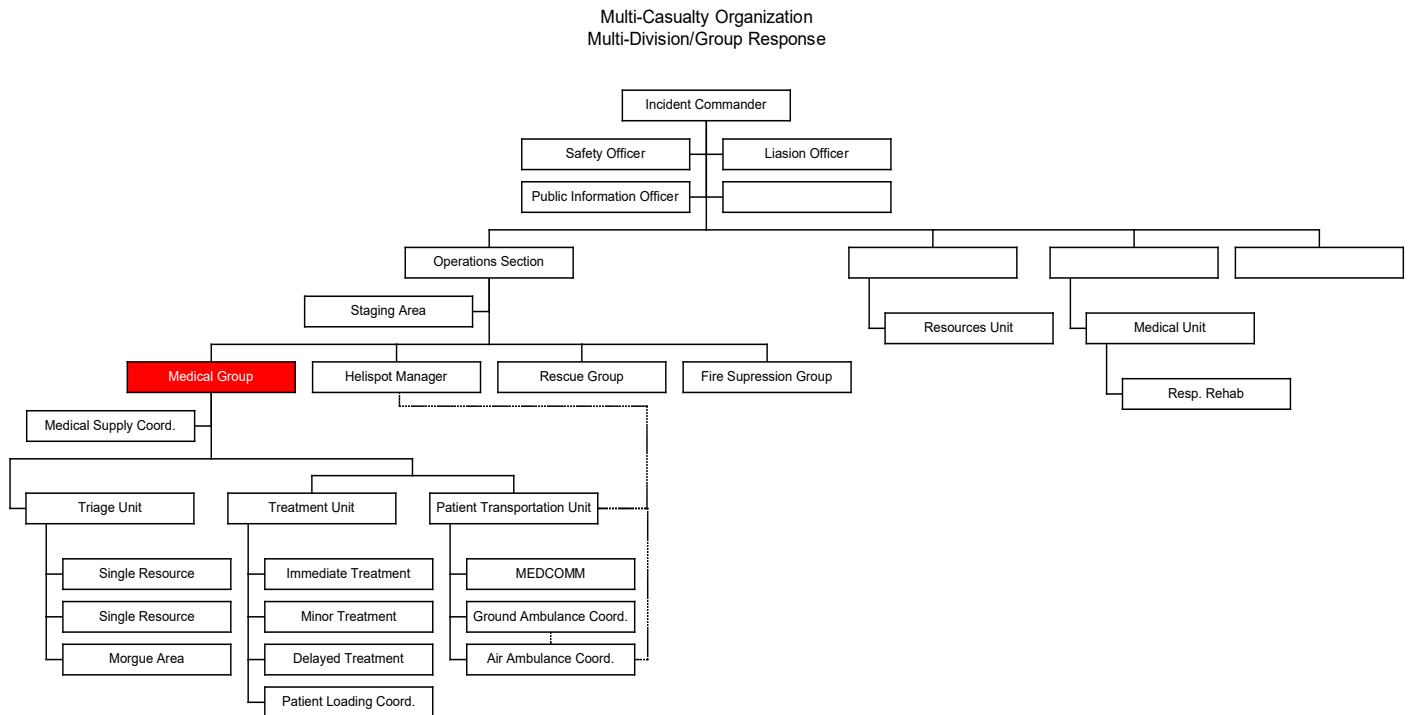 Multi-Casualty Organization
Multi-Division/Group Response
Incident Commander
Safety Officer
Liasion Officer
Public Information Officer
Operations Section
Staging Area
Resources Unit
Medical Unit
Medical Group
Helispot Manager
Rescue Group
Fire Supression Group
Resp. Rehab
Medical Supply Coord.
Triage Unit
Treatment Unit
Patient Transportation Unit
Single Resource
Immediate Treatment
MEDCOMM
Single Resource
Minor Treatment
Ground Ambulance Coord.
Morgue Area
Delayed Treatment
Air Ambulance Coord.
Patient Loading Coord.